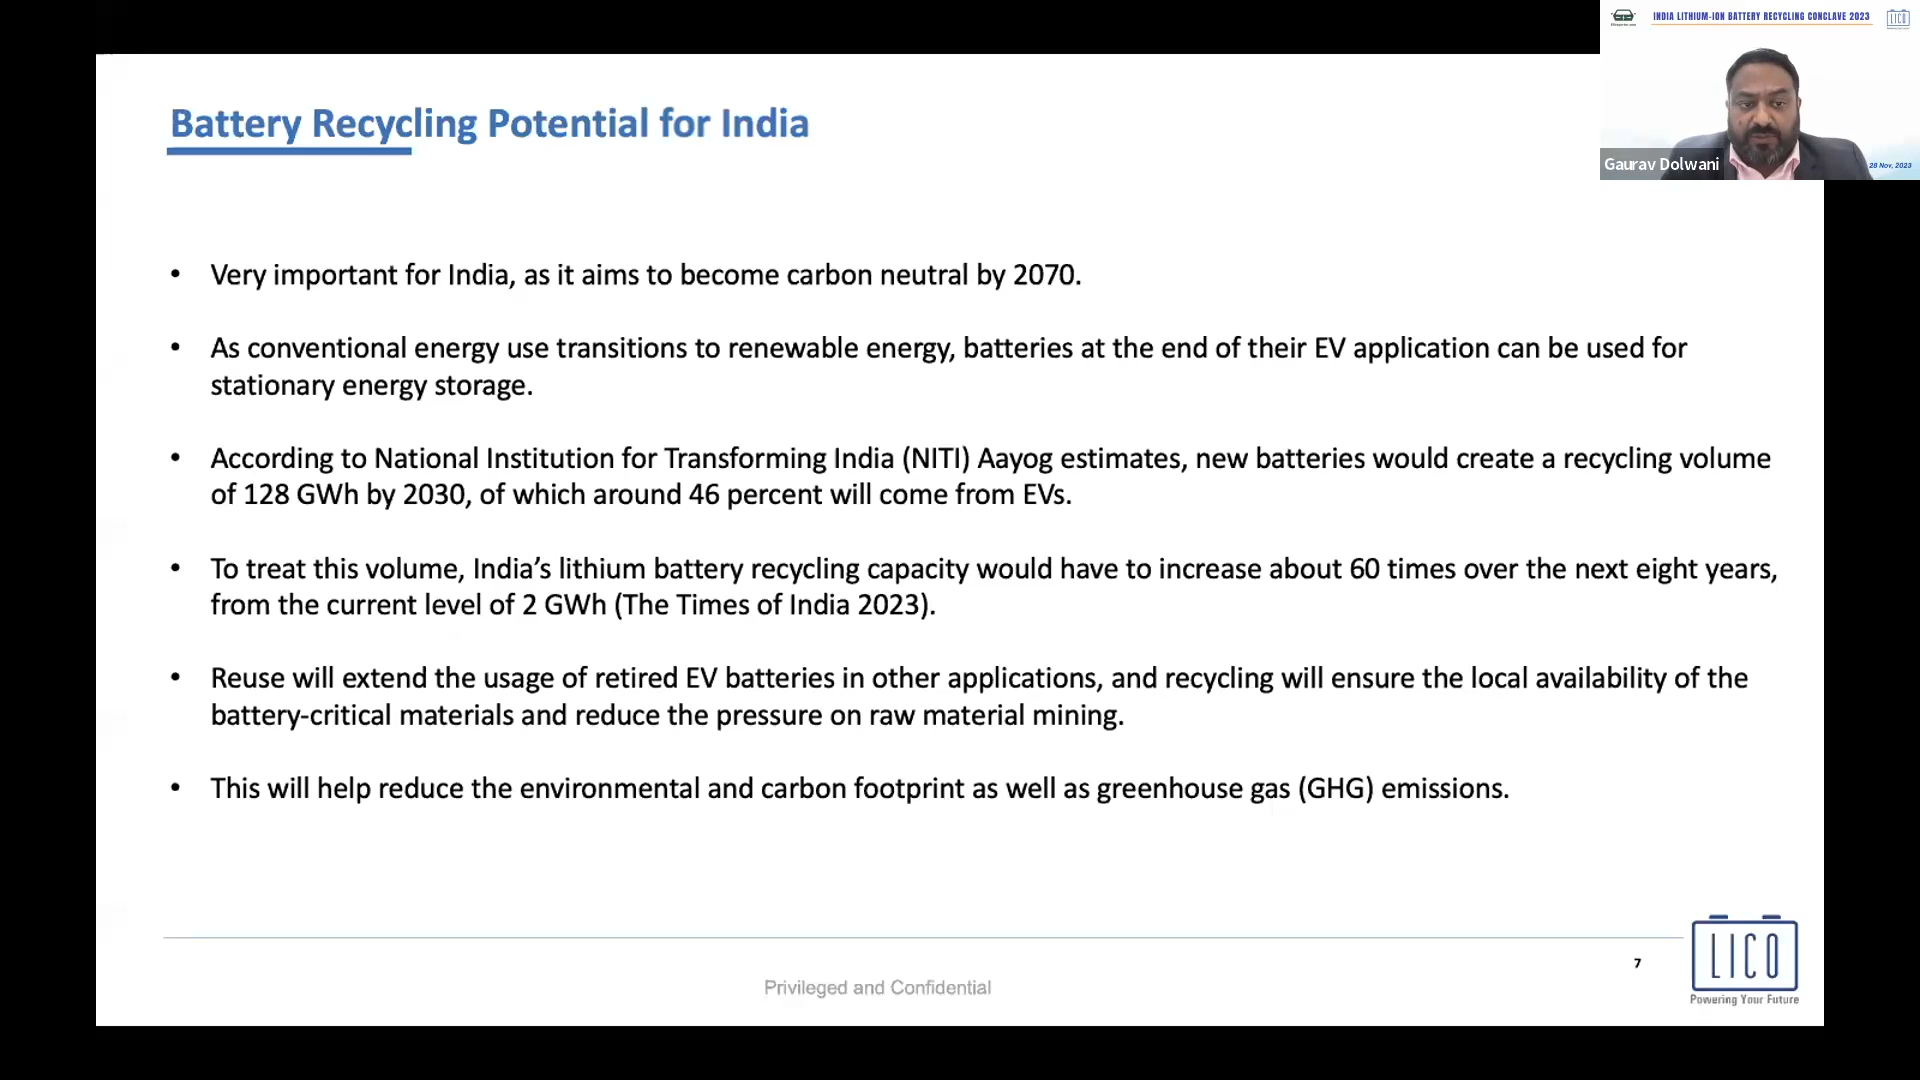 INDIA LITHIUM-ION BATTERY RECYCLING CONCLAVE 2023
LICO
Gaurav Dolwani
28 Nov, 2023
Battery Recycling Potential for India
• Very important for India, as it aims to become carbon neutral by 2070.
• As conventional energy use transitions to renewable energy, batteries at the end of their EV application can be used for
stationary energy storage.
• According to National Institution for Transforming India (NITI) Aayog estimates, new batteries would create a recycling volume
of 128 GWh by 2030, of which around 46 percent will come from EVs.
• To treat this volume, India’s lithium battery recycling capacity would have to increase about 60 times over the next eight years,
from the current level of 2 GWh (The Times of India 2023).
• Reuse will extend the usage of retired EV batteries in other applications, and recycling will ensure the local availability of the
battery-critical materials and reduce the pressure on raw material mining.
• This will help reduce the environmental and carbon footprint as well as greenhouse gas (GHG) emissions.
7
Privileged and Confidential
LICO
Powering Your Future